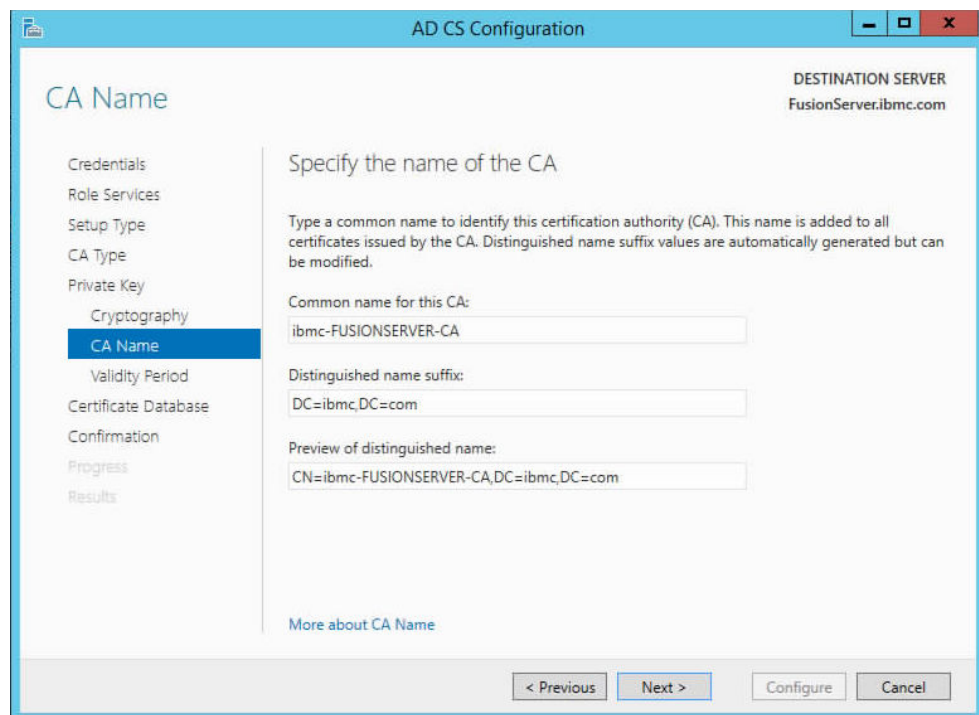 AD CS Configuration
CA Name
DESTINATION SERVER
FusionServer.ibmc.com
Credentials
Role Services
Setup Type
CA Type
Private Key
Cryptography
CA Name
Validity Period
Certificate Database
Confirmation
Progress
Results
Specify the name of the CA
Type a common name to identify this certification authority (CA). This name is added to all
certificates issued by the CA. Distinguished name suffix values are automatically generated but can
be modified.
Common name for this CA:
ibmc-FUSIONSERVER-CA
Distinguished name suffix:
DC=ibmc,DC=com
Preview of distinguished name:
CN=ibmc-FUSIONSERVER-CA,DC=ibmc,DC=com
More about CA Name
< Previous
Next >
Configure
Cancel